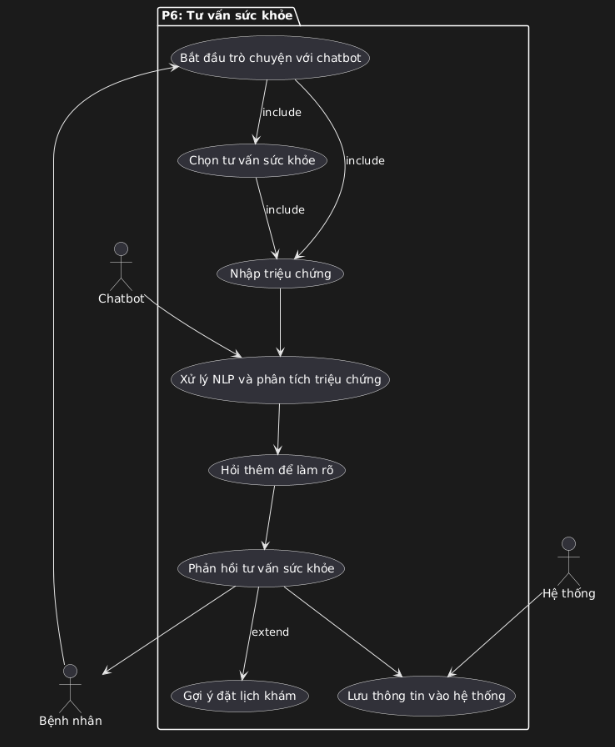 P6: Tư vấn sức khỏe
Bắt đầu trò chuyện với chatbot
include
Chọn tư vấn sức khỏe
include
include
Nhập triệu chứng
Chatbot
Xử lý NLP và phân tích triệu chứng
Hỏi thêm để làm rõ
Phản hồi tư vấn sức khỏe
Hệ thống
extend
Gợi ý đặt lịch khám
Lưu thông tin vào hệ thống
Bệnh nhân